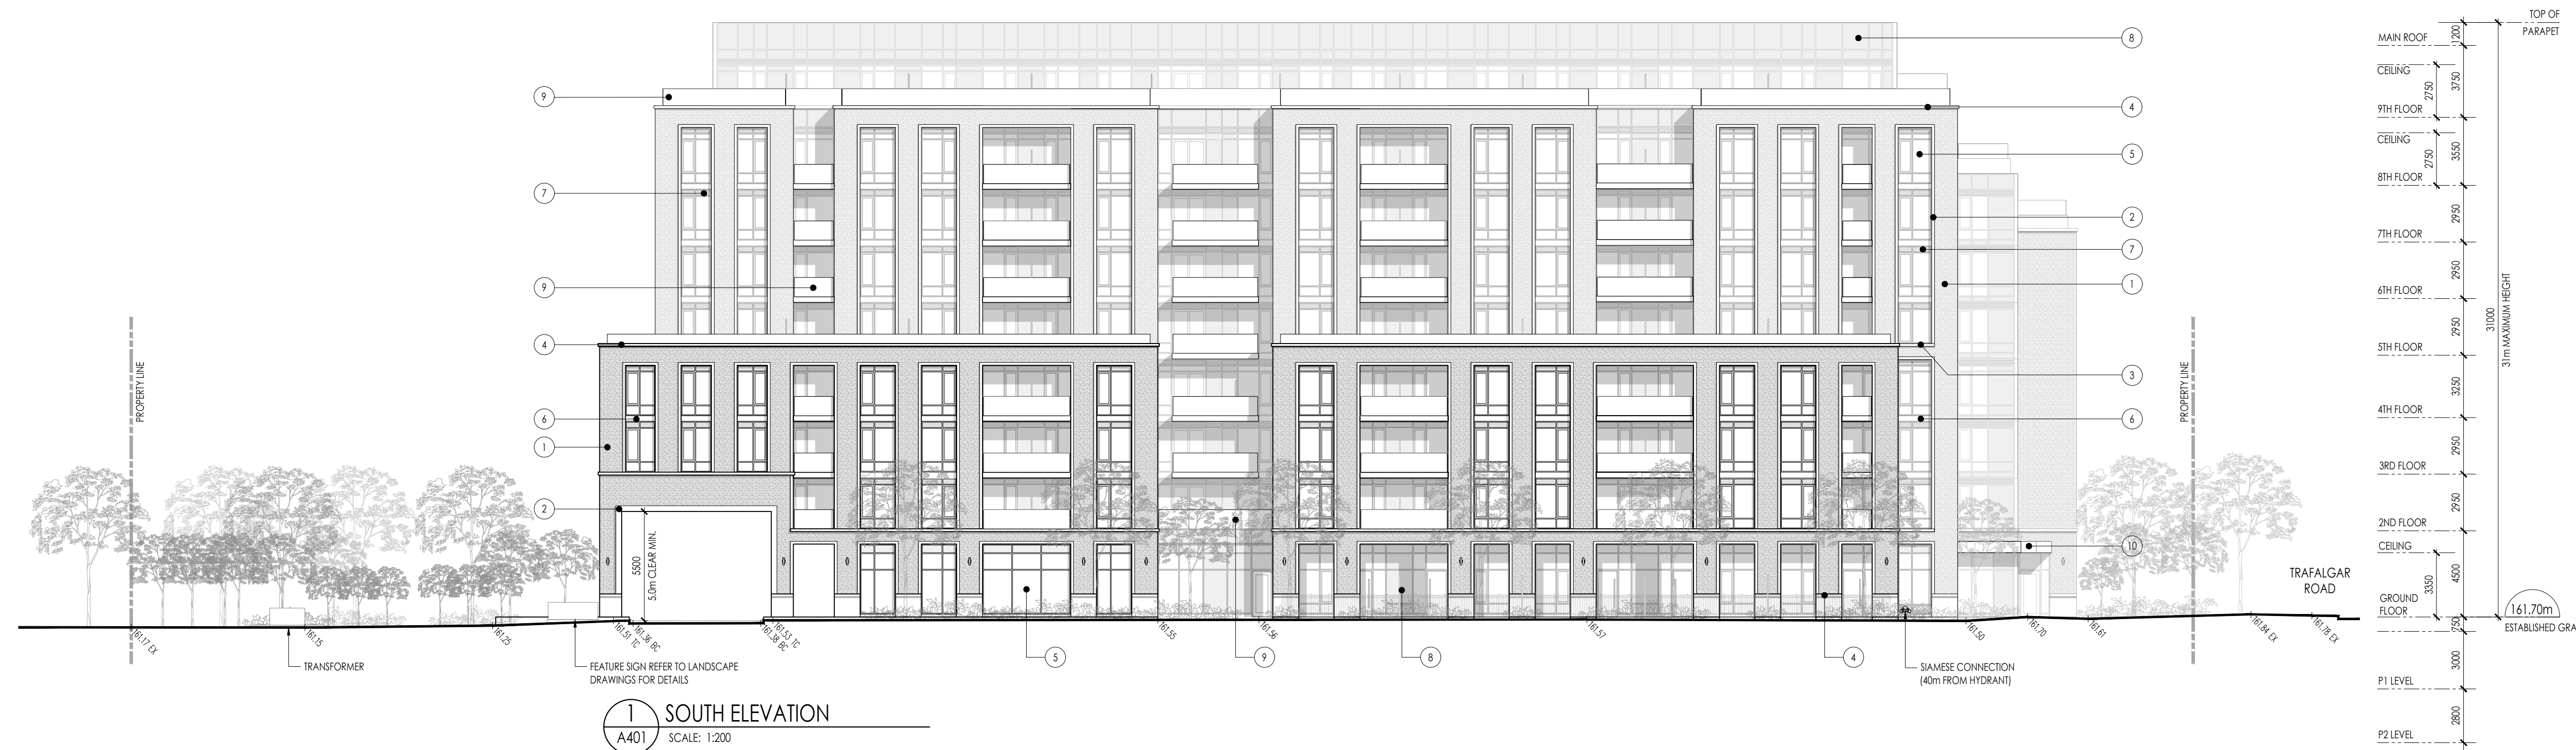 TOP OF
PARAPET
1200
MAIN ROOF
8
CEILING
3750
2750
9
4
9TH FLOOR
CEILING
5
3550
2750
8TH FLOOR
7
2
2950
7TH FLOOR
7
2950
9
1
6TH FLOOR
31000
31m MAXIMUM HEIGHT
2950
4
5TH FLOOR
PROPERTY LINE
PROPERTY LINE
3
3250
6
6
4TH FLOOR
1
2950
3RD FLOOR
2
2950
2ND FLOOR
10
CEILING
5500
5.0m CLEAR MIN.
TRAFALGAR
ROAD
4500
3350
GROUND
FLOOR
161.70m
ESTABLISHED GRA
750
161.17 EX
161.15
161.25
161.51 TC
161.36 BC
161.38 BC
161.53 TC
161.55
161.56
161.57
161.50
161.70
161.61
161.84 EX
161.78 EX
TRANSFORMER
FEATURE SIGN REFER TO LANDSCAPE
DRAWINGS FOR DETAILS
5
9
8
4
SIAMESE CONNECTION
(40m FROM HYDRANT)
3000
P1 LEVEL
2800
P2 LEVEL
1
A401
SOUTH ELEVATION
SCALE: 1:200